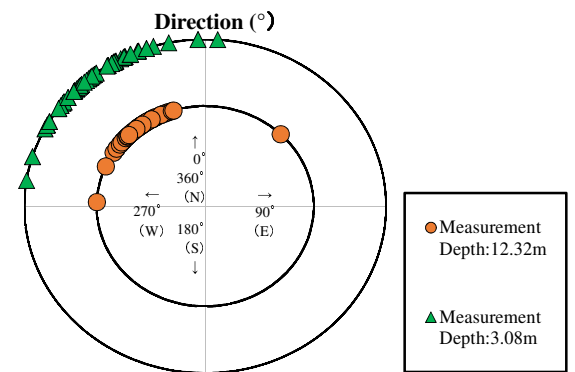 Direction (°)
↑
0°
360°
(N)
←
270°
(W)
→
90°
(E)
180°
(S)
↓
Measurement
Depth:12.32m
Measurement
Depth:3.08m